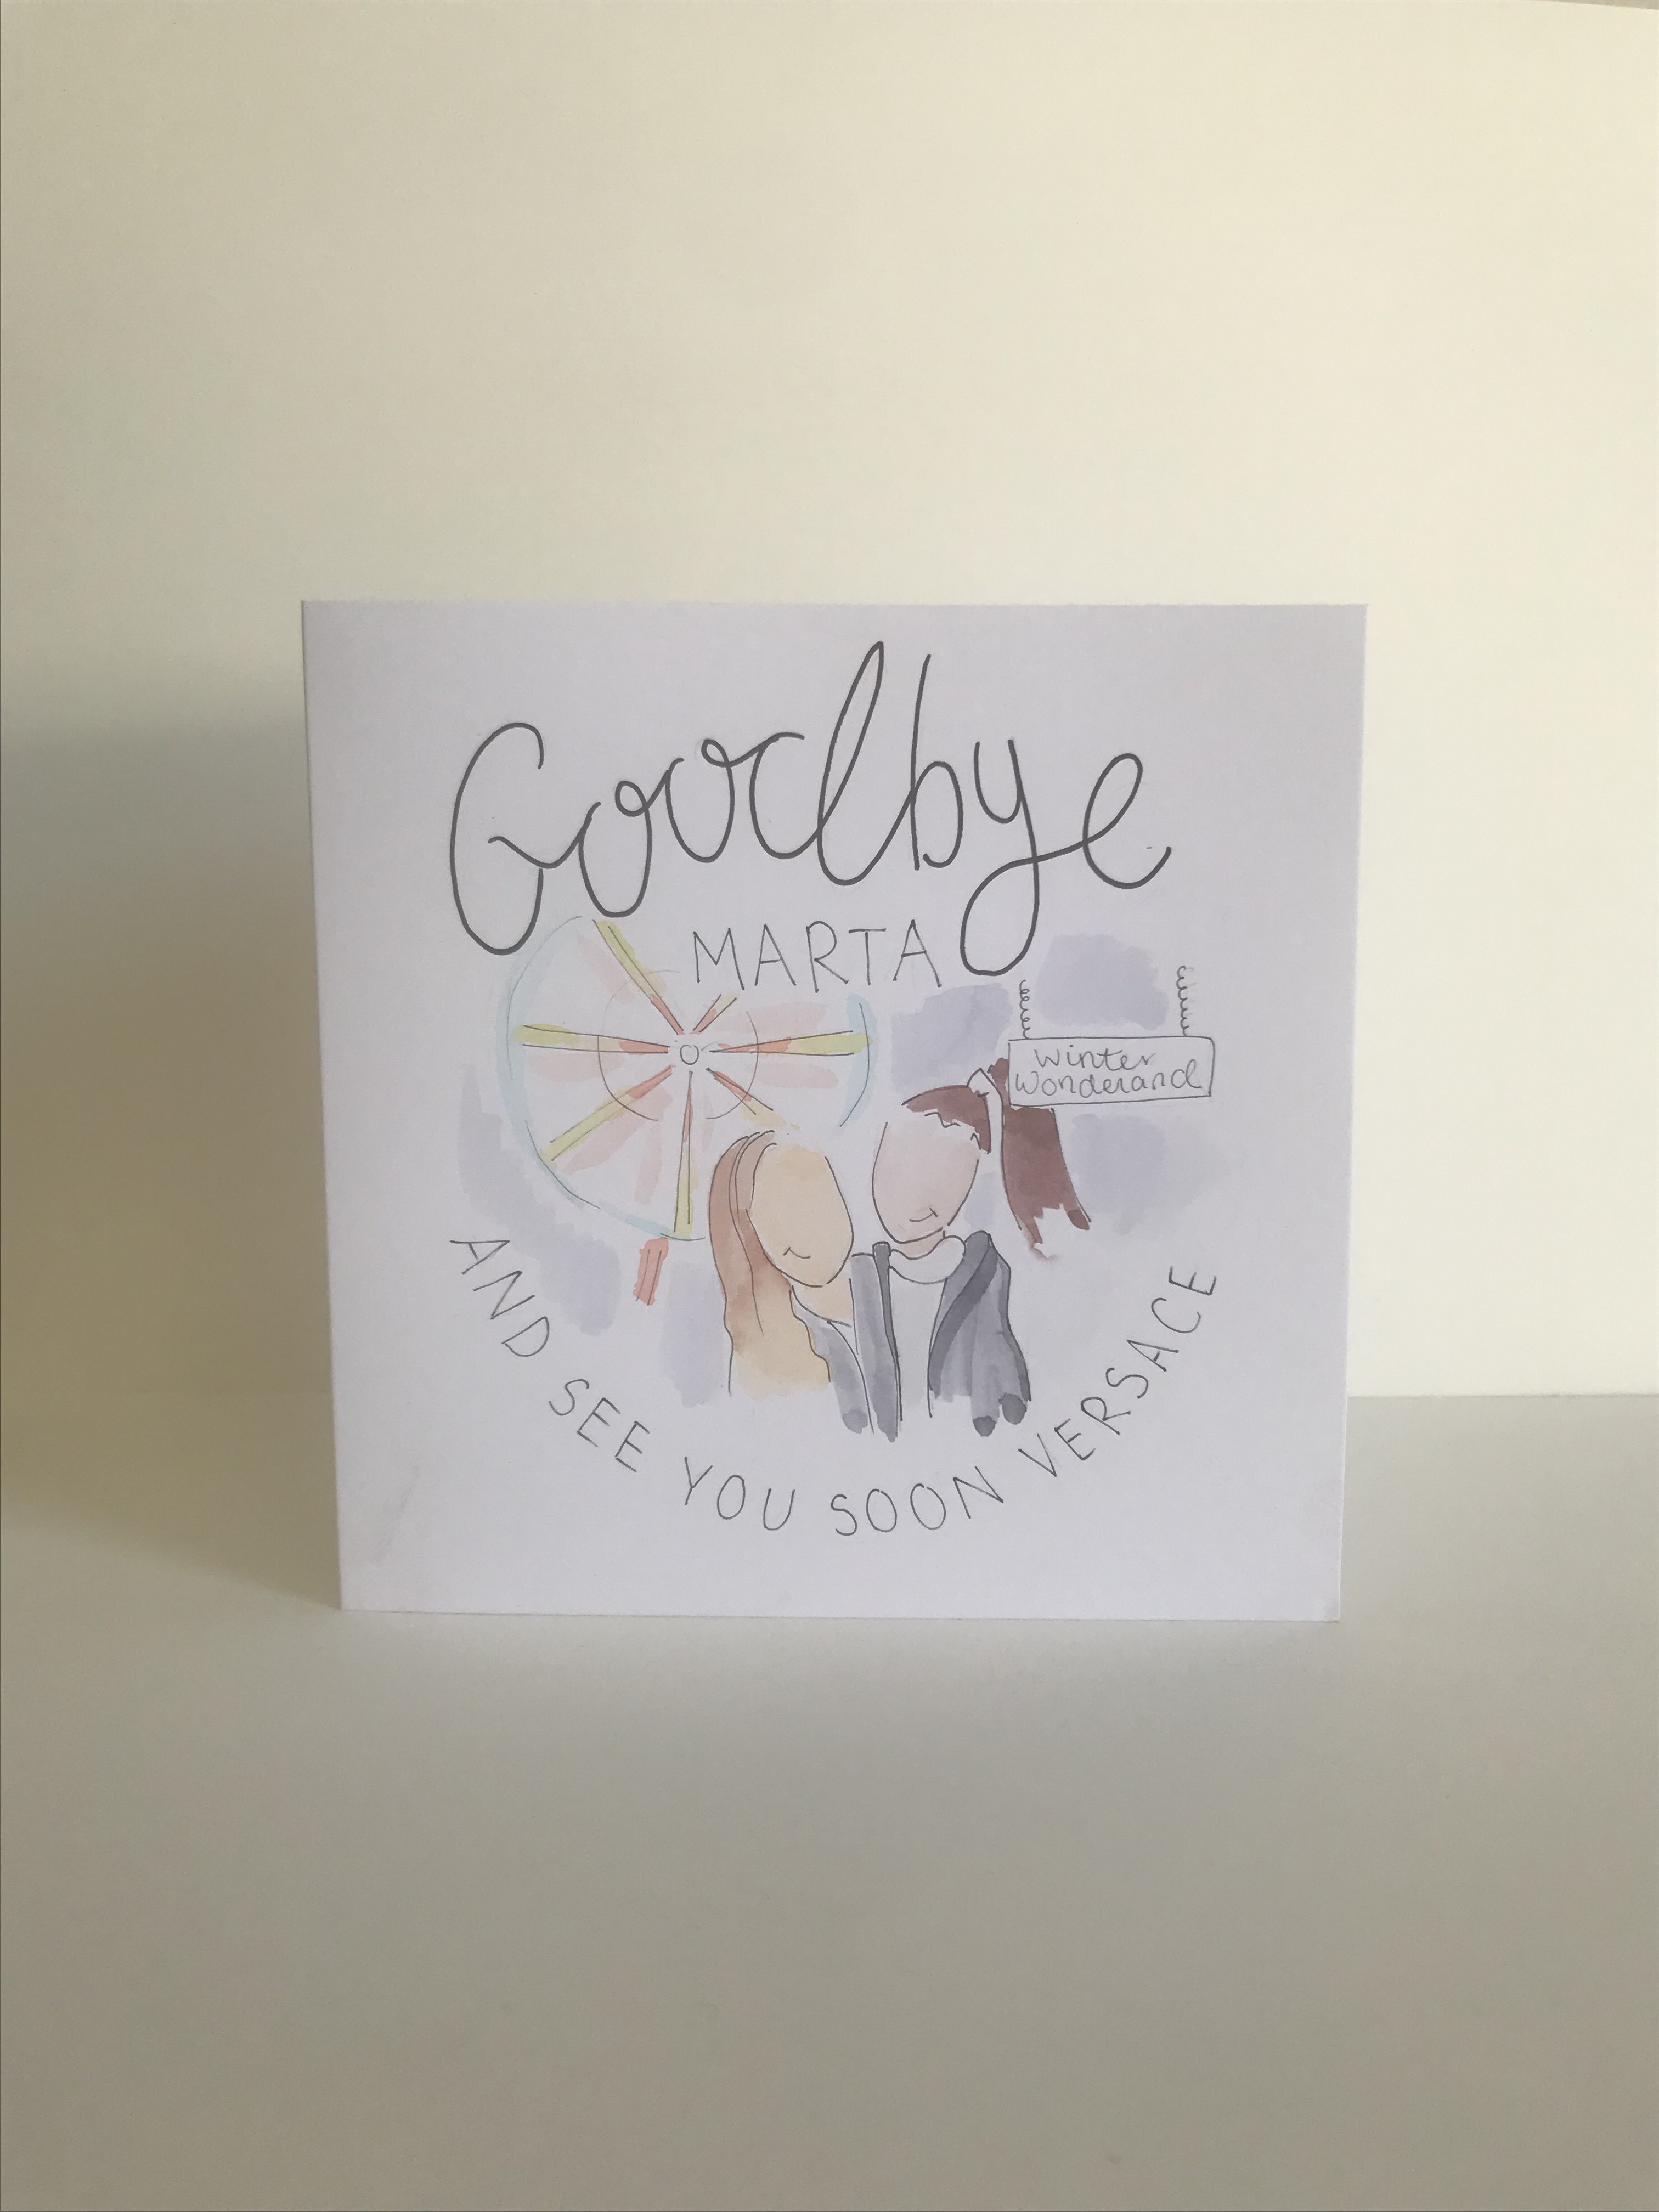 Goodbye
MARTA
Winter
Wonderand
AND SEE YOU SOON VERSACE